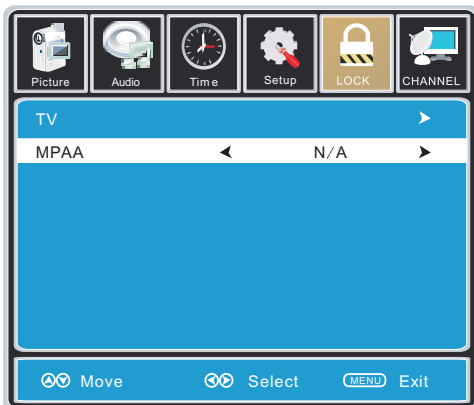 Picture Audio Time Setup LOCK CHANNEL
TV
MPAA N/A
Move Select MENU Exit